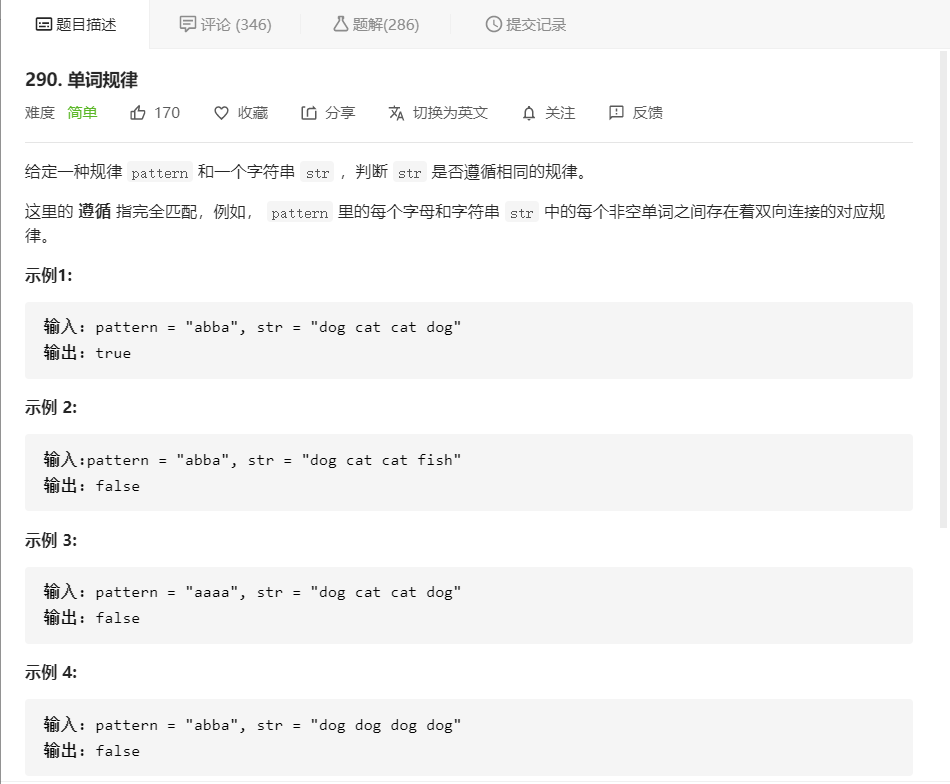 题目描述 评论 (346) 题解(286) 提交记录
290. 单词规律
难度 简单 170 收藏 分享 切换为英文 关注 反馈
给定一种规律 pattern 和一个字符串 str ，判断 str 是否遵循相同的规律。
这里的 遵循 指完全匹配，例如， pattern 里的每个字母和字符串 str 中的每个非空单词之间存在着双向连接的对应规
律。
示例1:
输入: pattern = "abba", str = "dog cat cat dog"
输出: true
示例 2:
输入:pattern = "abba", str = "dog cat cat fish"
输出: false
示例 3:
输入: pattern = "aaaa", str = "dog cat cat dog"
输出: false
示例 4:
输入: pattern = "abba", str = "dog dog dog dog"
输出: false